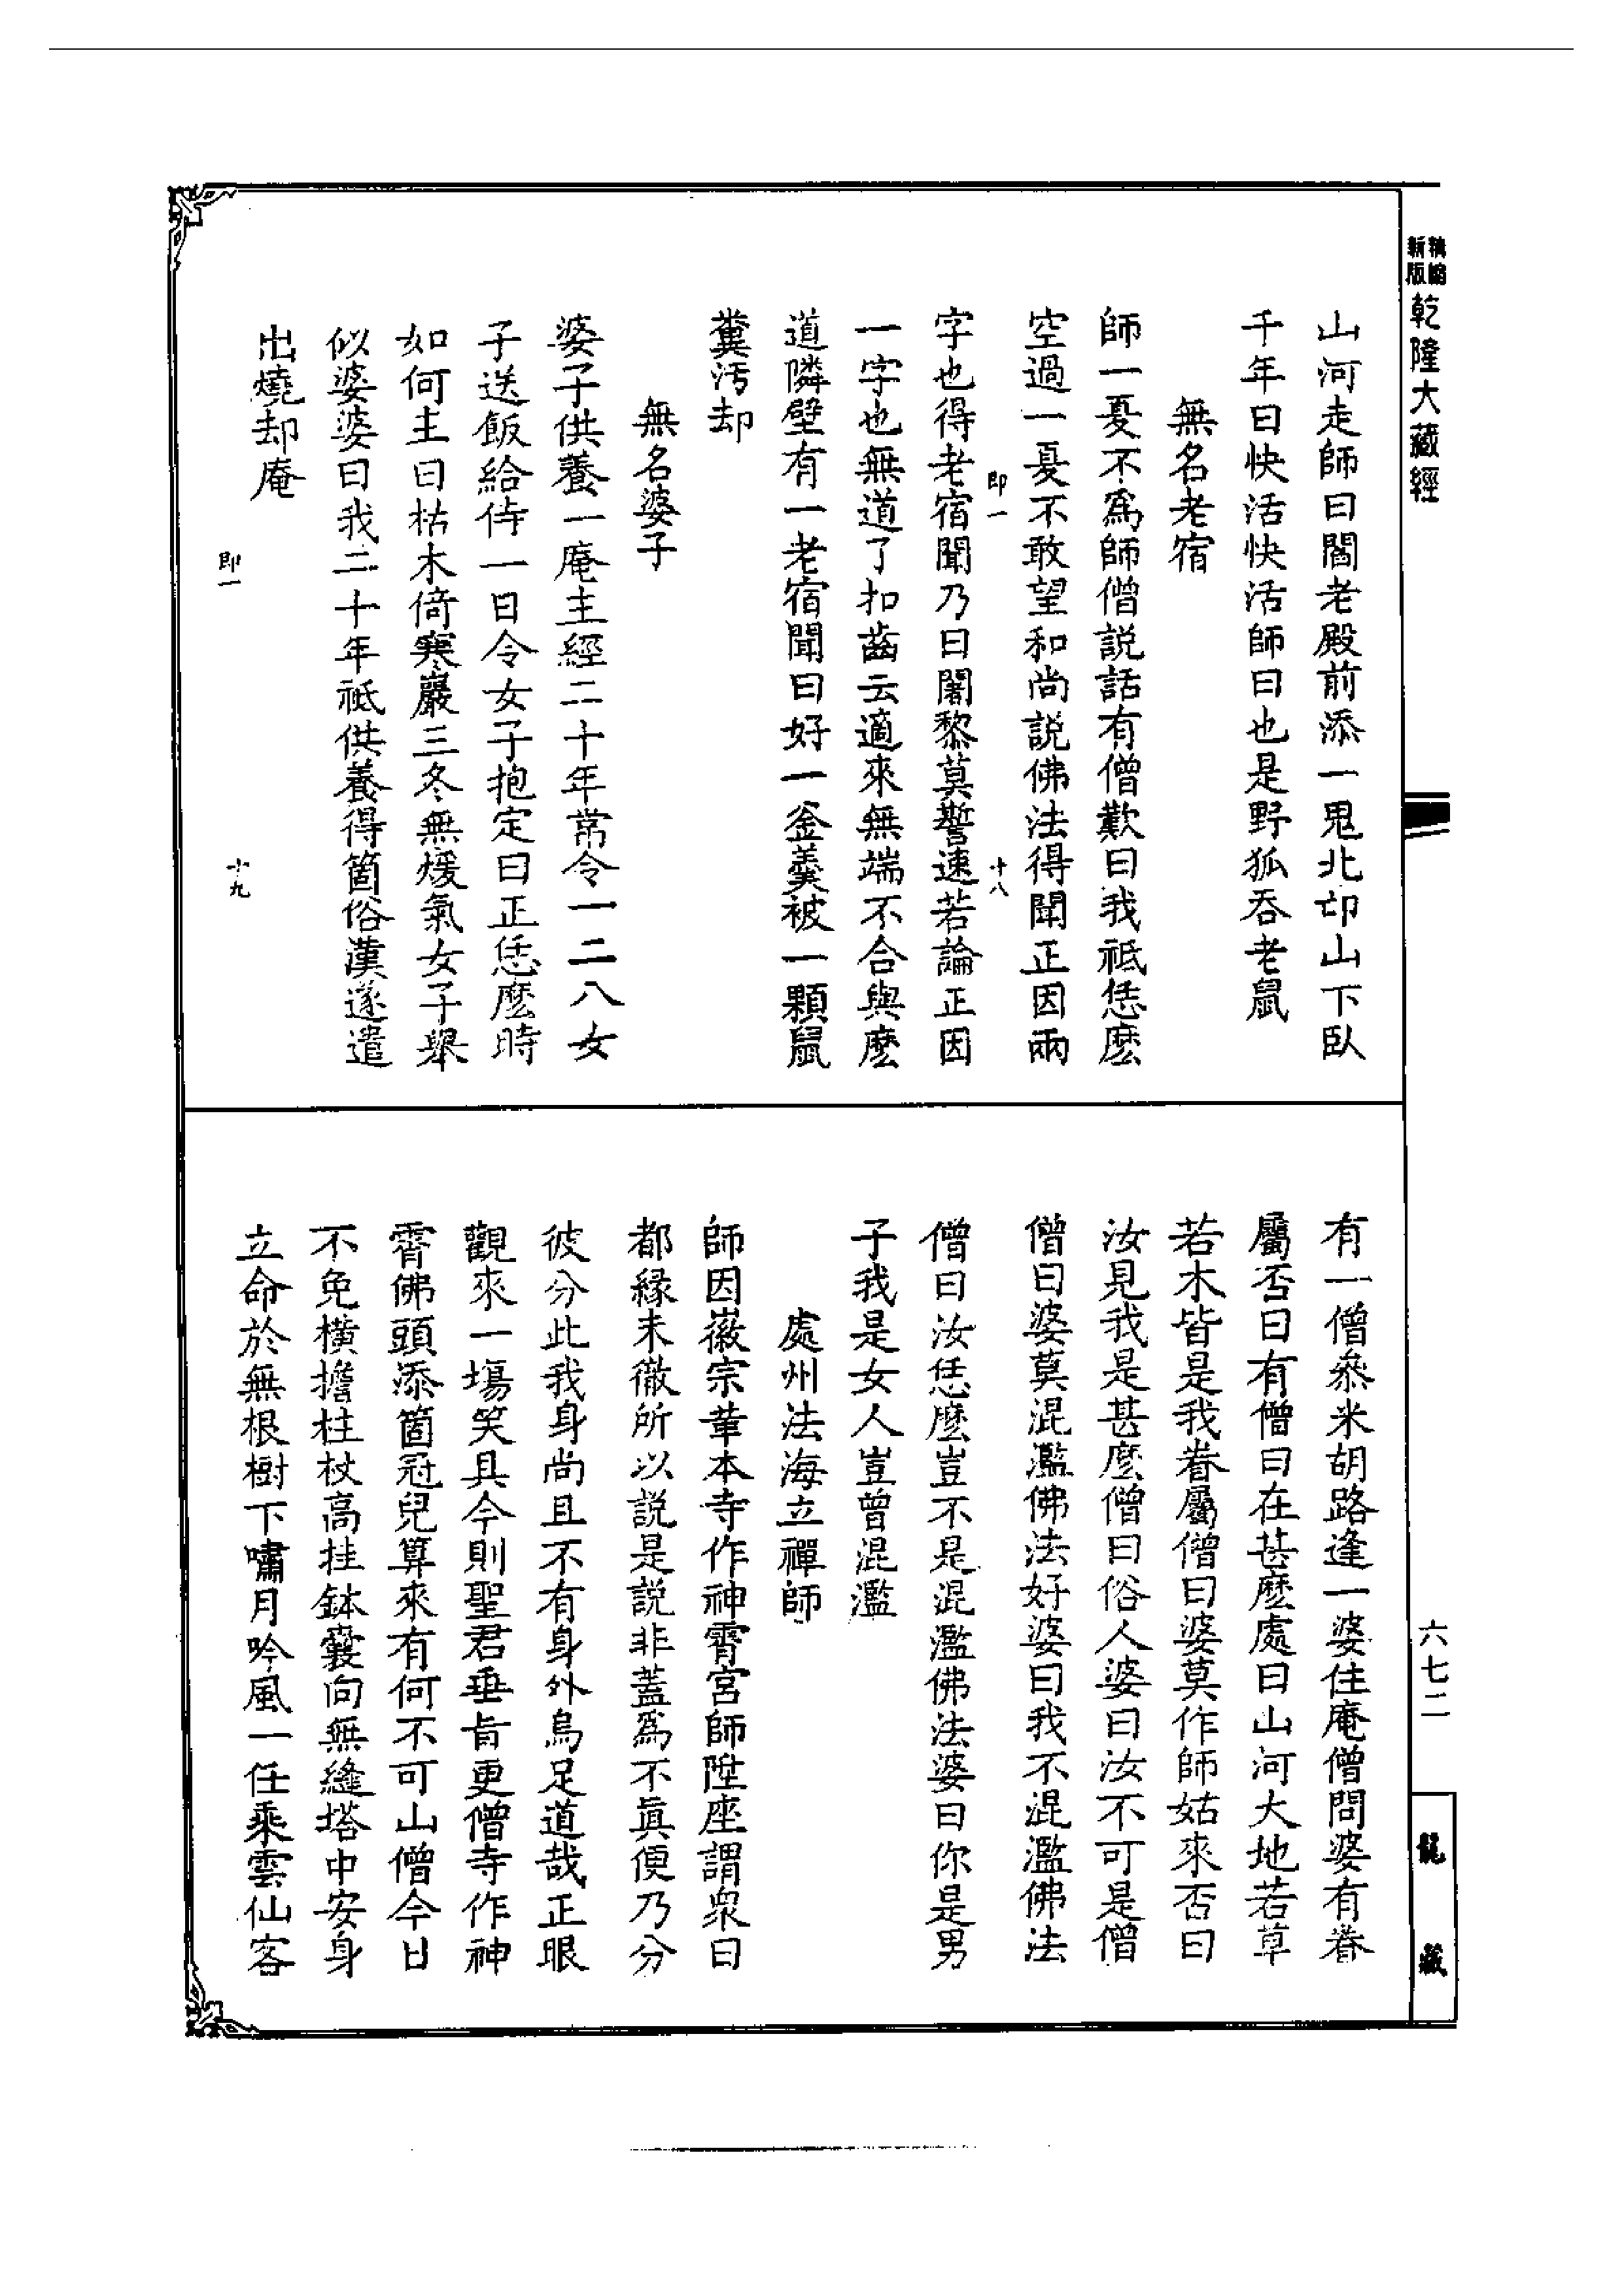 精縮
新版
乾隆大藏經
六七二
龍藏
山河走師曰閻老殿前添一鬼北邙山下臥
千年曰快活快活師曰也是野狐吞老鼠
無名老宿
師一夏不爲師僧説話有僧歎曰我祗恁麽
空過一夏不敢望和尚説佛法得聞正因兩
即一
十八
字也得老宿聞乃曰闍黎莫䜛速若論正因
一字也無道了扣齒云適來無端不合與麽
道隣壁有一老宿聞曰好一釜羹被一顆鼠
糞汚却
無名婆子
婆子供養一庵主經二十年常令一二八女
子送飯給侍一日令女子抱定曰正恁麽時
如何主曰枯木倚寒巖三冬無煖氣女子舉
似婆婆曰我二十年祗供養得箇俗漢遂遣
出燒却庵
即一
十九
有一僧叅米胡路逢一婆住庵僧問婆有眷
屬否曰有僧曰在甚麽處曰山河大地若草
若木皆是我眷屬僧曰婆莫作師姑來否曰
汝見我是甚麽僧曰俗人婆曰汝不可是僧
僧曰婆莫混濫佛法好婆曰我不混濫佛法
僧曰汝恁麽豈不是混濫佛法婆曰你是男
子我是女人豈曾混濫
處州法海立禪師
師因徽宗革本寺作神霄宮師陞座謂衆曰
都緣未徹所以説是説非蓋爲不眞便乃分
彼分此我身尚且不有身外烏足道哉正眼
觀來一塲笑具今則聖君垂旨更僧寺作神
霄佛頭添箇冠兒算來有何不可山僧今日
不免橫擔柱杖高挂鉢囊向無縫塔中安身
立命於無根樹下嘯月吟風一任乘雲仙客